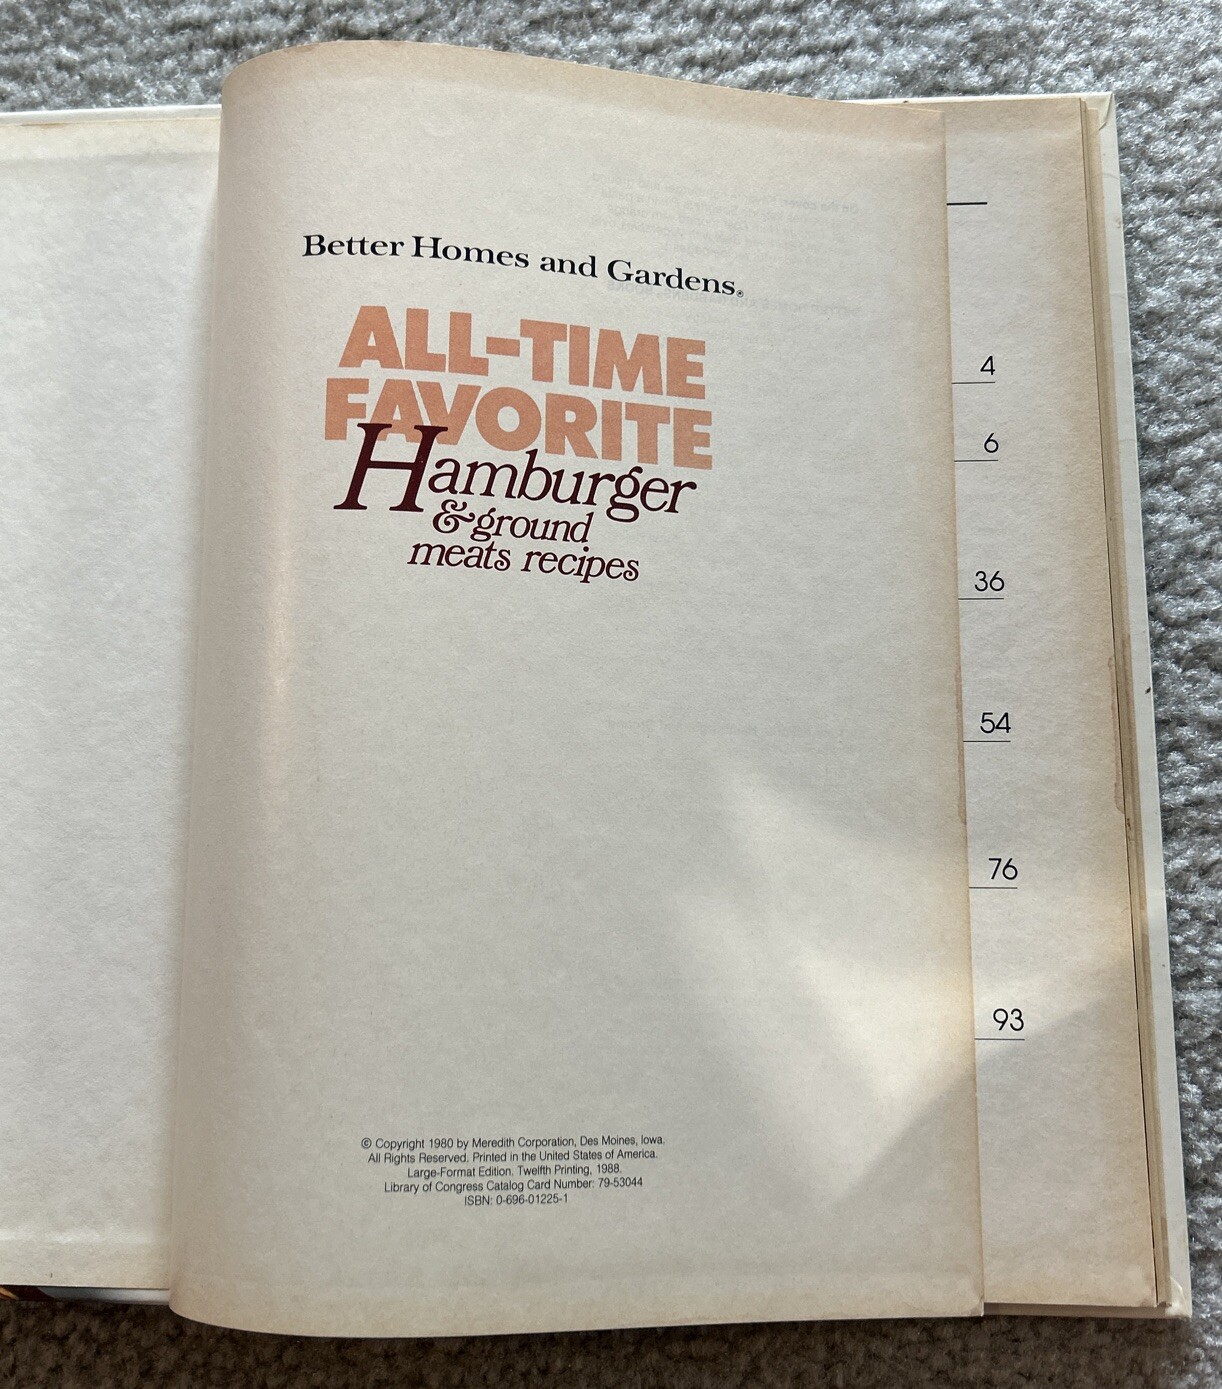 Better Homes and Gardens®
ALL-TIME
FAVORITE
Hamburger
& ground
meats recipes
© Copyright 1980 by Meredith Corporation, Des Moines, Iowa.
All Rights Reserved. Printed in the United States of America.
Large-Format Edition. Twelfth Printing, 1988.
Library of Congress Catalog Card Number: 79-53044
ISBN: 0-696-01225-1
4
6
36
54
76
93